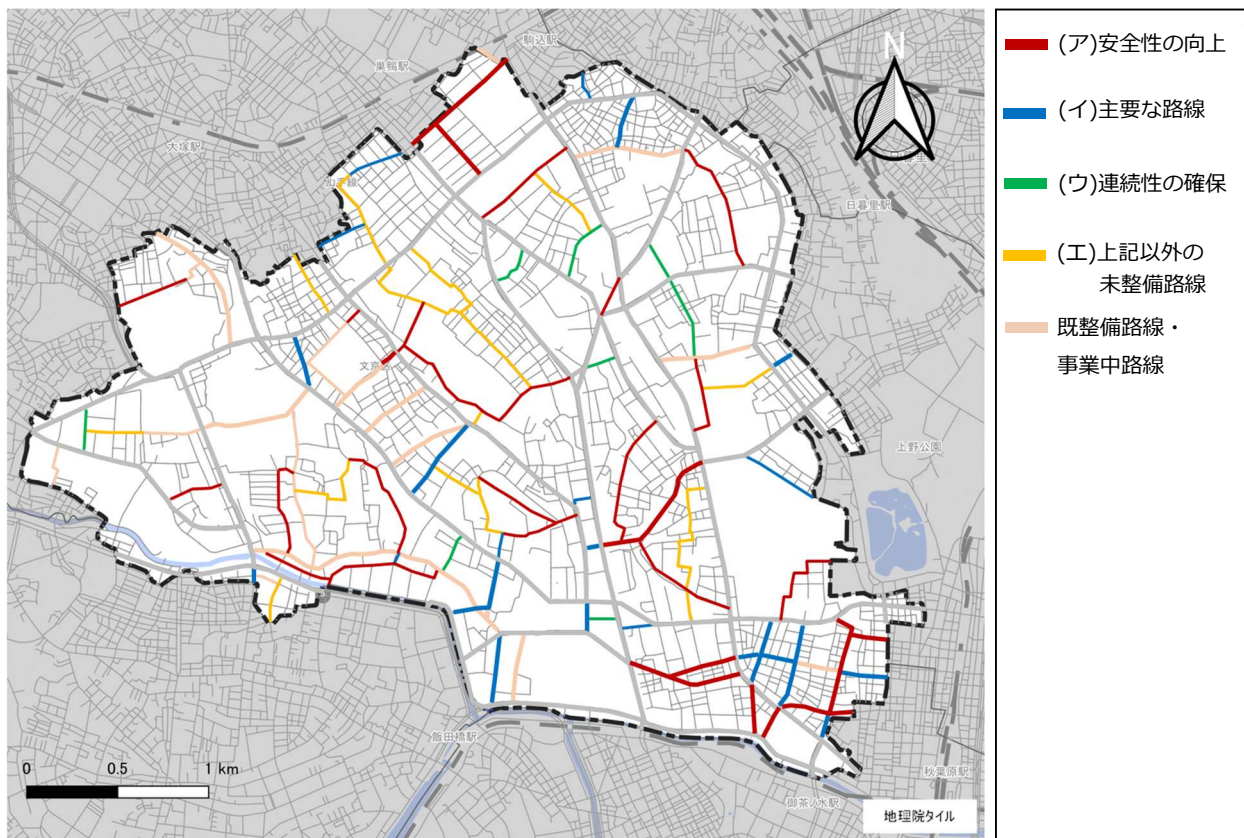 駒込駅
巣鴨駅
N
大塚駅
山手線
日暮里駅
文京区
上野公園
飯田橋駅
秋葉原駅
御茶ノ水駅
0 0.5 1 km
地理院タイル
(ア)安全性の向上
(イ)主要な路線
(ウ)連続性の確保
(エ)上記以外の
未整備路線
既整備路線・
事業中路線